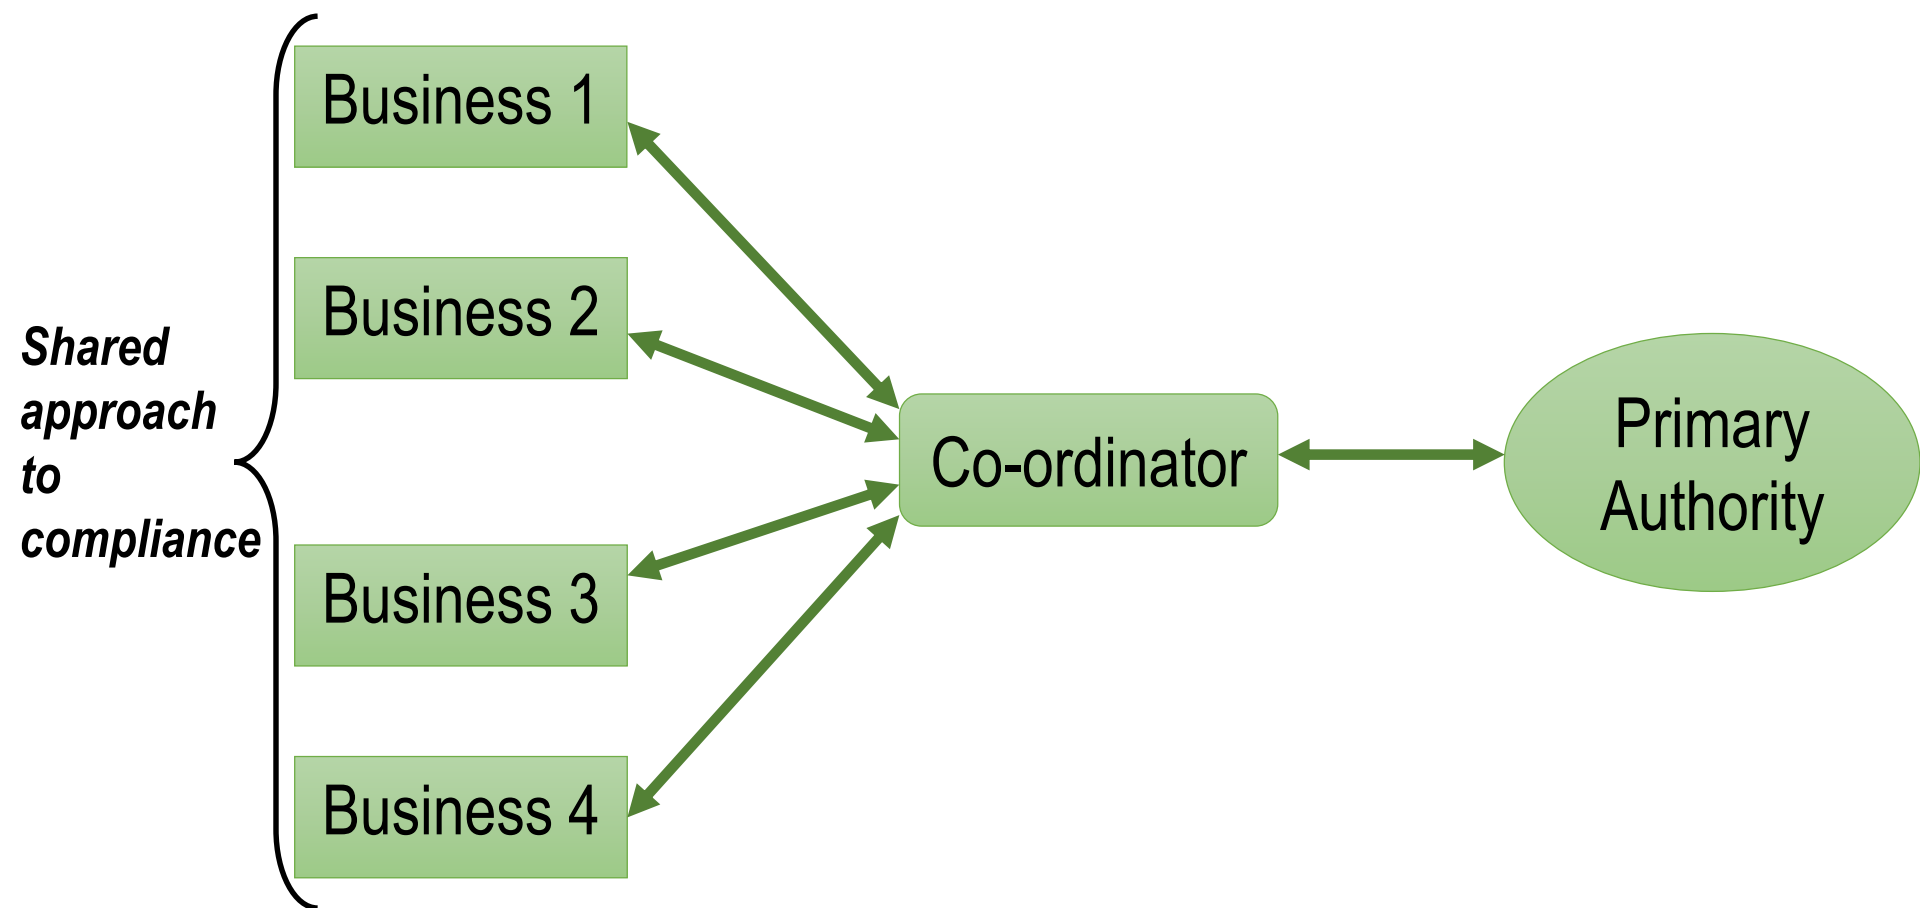 Business 1
Business 2
Shared
approach
to
compliance
Business 3
Business 4
Co-ordinator
Primary
Authority